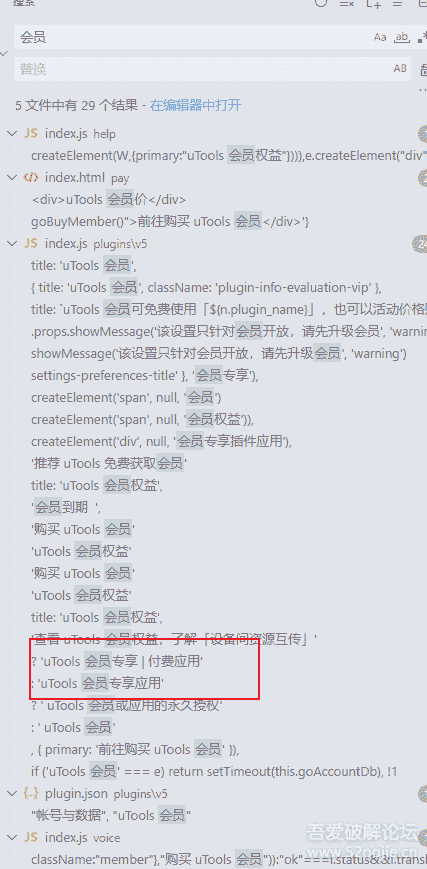 搜索
会员
Aa ab
替换
AB
5 文件中有 29 个结果 - 在编辑器中打开
JS index.js help
createElement(W,{primary:"uTools 会员权益"}))),e.createElement("div"
<> index.html pay
<div>uTools 会员价</div>
goBuyMember()">前往购买 uTools 会员</div>'}
JS index.js plugins\v5
24
title: 'uTools 会员',
{ title: 'uTools 会员', className: 'plugin-info-evaluation-vip' },
title: `uTools 会员可免费使用「${n.plugin_name}」，也可以活动价格
.props.showMessage('该设置只针对会员开放，请先升级会员', 'warnin
showMessage('该设置只针对会员开放，请先升级会员', 'warning')
settings-preferences-title' }, '会员专享'),
createElement('span', null, '会员')
createElement('span', null, '会员权益')),
createElement('div', null, '会员专享插件应用'),
'推荐 uTools 免费获取会员'
title: 'uTools 会员权益',
'会员到期 ',
'购买 uTools 会员'
'uTools 会员权益'
'购买 uTools 会员'
'uTools 会员权益'
title: 'uTools 会员权益',
'查看 uTools 会员权益，了解「设备间资源互传」'
? 'uTools 会员专享 | 付费应用'
: 'uTools 会员专享应用'
? ' uTools 会员或应用的永久授权'
: ' uTools 会员'
, { primary: '前往购买 uTools 会员' }),
if ('uTools 会员' === e) return setTimeout(this.goAccountDb), !1
{..} plugin.json plugins\v5
"帐号与数据", "uTools 会员"
JS index.js voice
className:"member"},"购买 uTools 会员")):"ok"===i.status&&i.transl
吾爱破解论坛
www.52pojie.cn